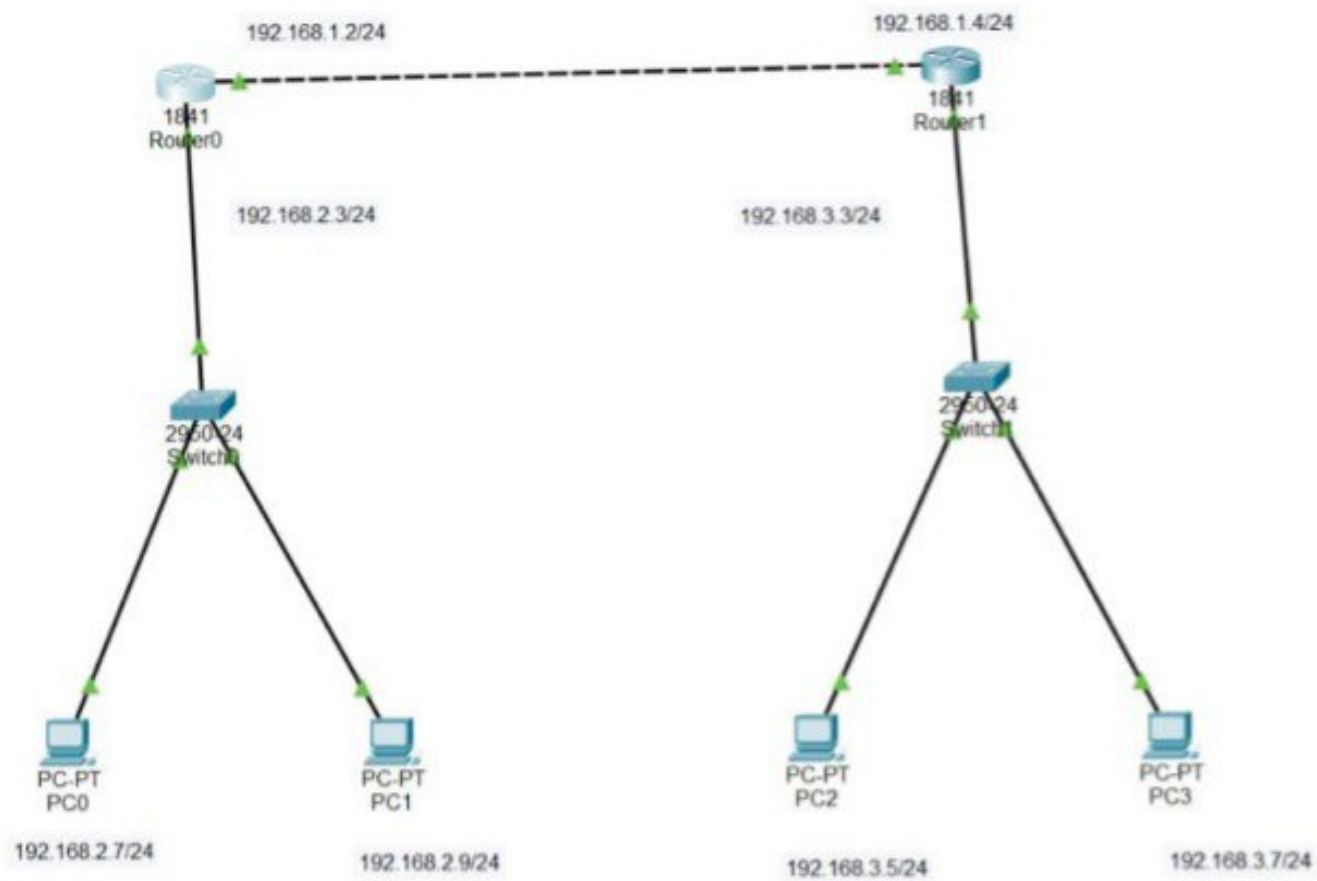 192.168.1.2/24
192.168.1.4/24
1841
Router0
1841
Router1
192.168.2.3/24
192.168.3.3/24
2950-24
Switch0
2950-24
Switch1
PC-PT
PC0
PC-PT
PC1
PC-PT
PC2
PC-PT
PC3
192.168.2.7/24
192.168.2.9/24
192.168.3.5/24
192.168.3.7/24